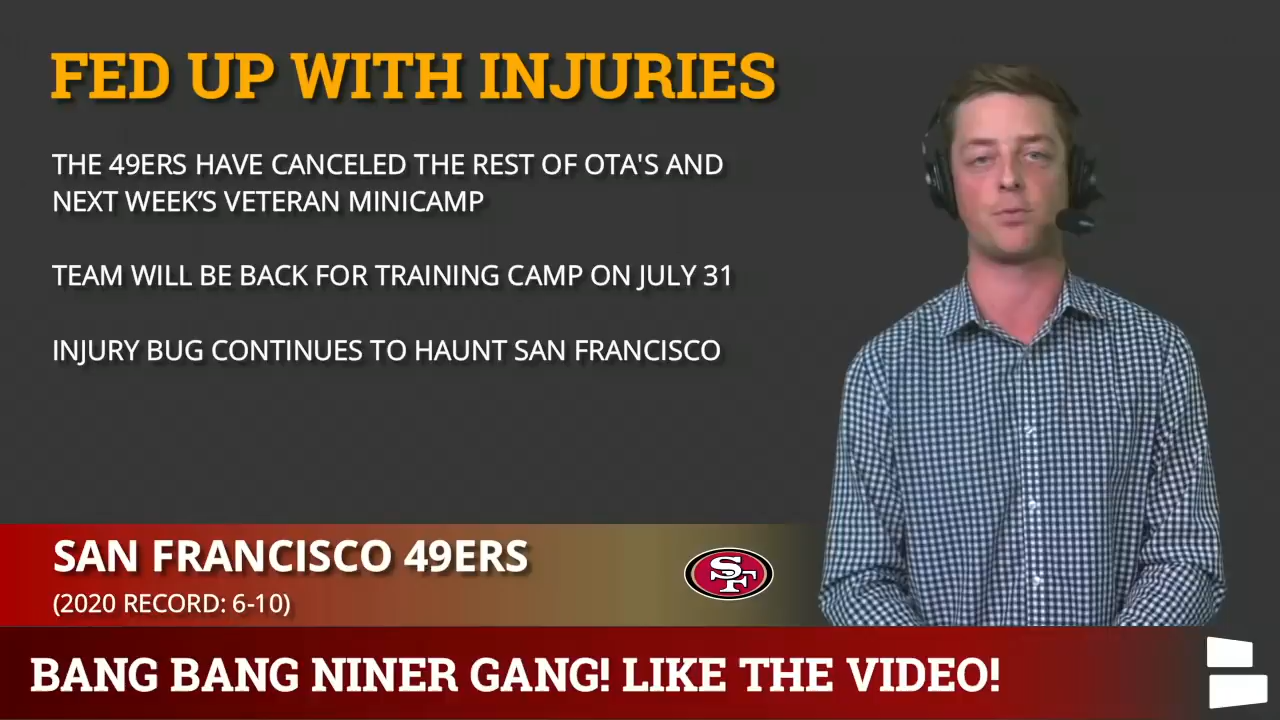 FED UP WITH INJURIES
THE 49ERS HAVE CANCELED THE REST OF OTA'S AND
NEXT WEEK’S VETERAN MINICAMP
TEAM WILL BE BACK FOR TRAINING CAMP ON JULY 31
INJURY BUG CONTINUES TO HAUNT SAN FRANCISCO
SAN FRANCISCO 49ERS
(2020 RECORD: 6-10)
SF
BANG BANG NINER GANG! LIKE THE VIDEO!